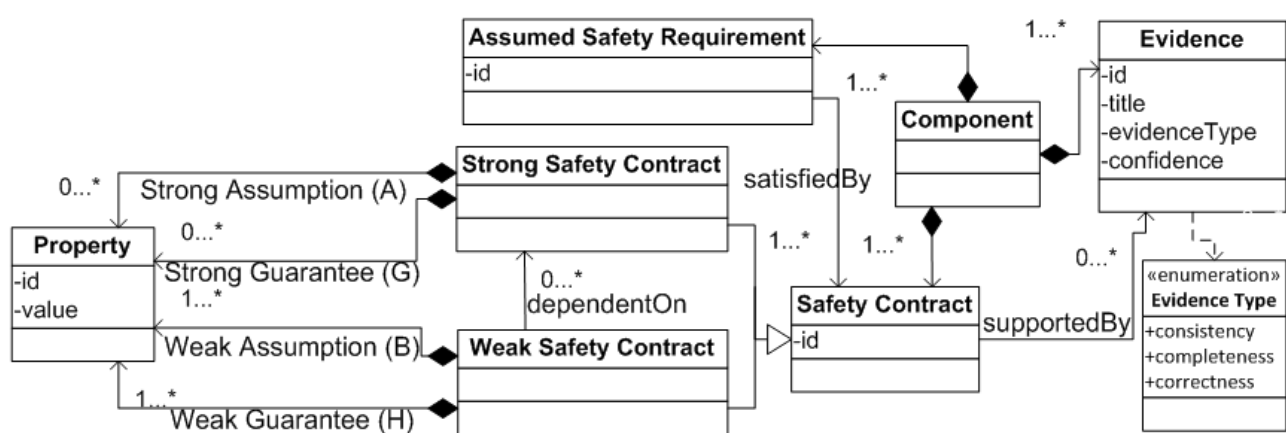 Assumed Safety Requirement
-id
1...*
1...*
Evidence
-id
-title
-evidenceType
-confidence
Component
Strong Safety Contract
satisfiedBy
0...*
Strong Assumption (A)
0...*
Strong Guarantee (G)
Property
-id
-value
1...*
Weak Assumption (B)
1...*
Weak Guarantee (H)
0...*
dependentOn
Weak Safety Contract
1...*
1...*
Safety Contract
-id
0...*
supportedBy
«enumeration»
Evidence Type
+consistency
+completeness
+correctness